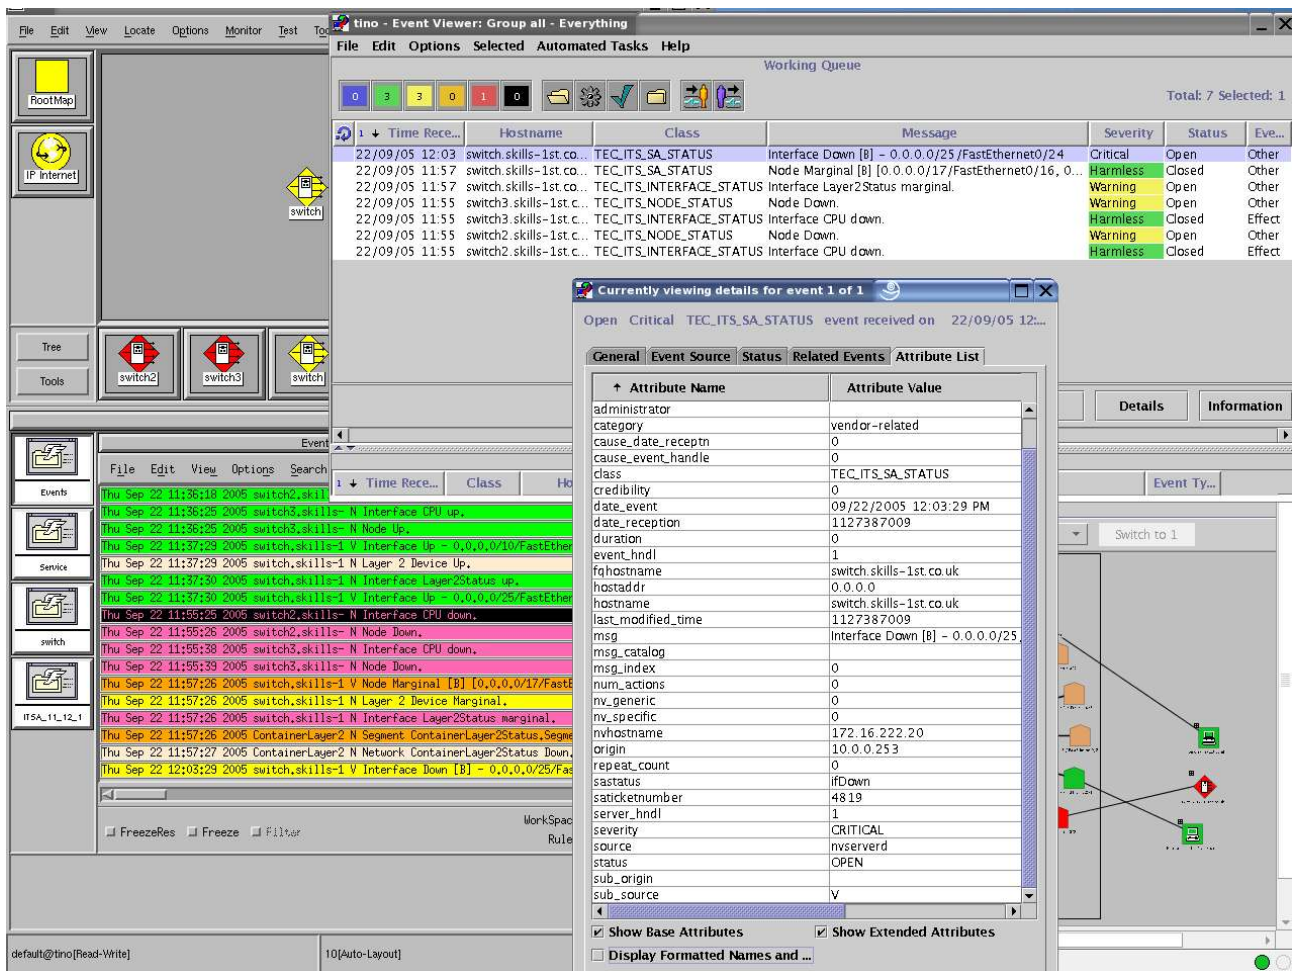 tino - Event Viewer: Group all - Everything
File Edit View Locate Options Monitor Test
File Edit Options Selected Automated Tasks Help
Working Queue
RootMap
IP Internet
switch
0 3 3 0 1 0
Total: 7 Selected: 1
1 Time Rece... Hostname Class Message Severity Status Eve...
22/09/05 12:03 switch.skills-1st.co... TEC_ITS_SA_STATUS Interface Down [B] - 0.0.0.0/25/FastEthernet0/24 Critical Open Other
22/09/05 11:57 switch.skills-1st.co... TEC_ITS_SA_STATUS Node Marginal [B] [0.0.0.0/17/FastEthernet0/16, 0... Harmless Closed Other
22/09/05 11:57 switch.skills-1st.co... TEC_ITS_INTERFACE_STATUS Interface Layer2Status marginal. Warning Open Other
22/09/05 11:55 switch3.skills-1st.c... TEC_ITS_NODE_STATUS Node Down. Warning Open Other
22/09/05 11:55 switch3.skills-1st.c... TEC_ITS_INTERFACE_STATUS Interface CPU down. Harmless Closed Effect
22/09/05 11:55 switch2.skills-1st.c... TEC_ITS_NODE_STATUS Node Down. Warning Open Other
22/09/05 11:55 switch2.skills-1st.c... TEC_ITS_INTERFACE_STATUS Interface CPU down. Harmless Closed Effect
Tree
Tools
switch2
switch3
switch
Details
Information
1 Time Rece... Class Ho
Event Ty...
Switch to 1
Currently viewing details for event 1 of 1
Open Critical TEC_ITS_SA_STATUS event received on 22/09/05 12:...
General Event Source Status Related Events Attribute List
Attribute Name Attribute Value
administrator
category vendor-related
cause_date_receptn 0
cause_event_handle 0
class TEC_ITS_SA_STATUS
credibility 0
date_event 09/22/2005 12:03:29 PM
date_reception 1127387009
duration 0
event_hndl 1
fqhostname switch.skills-1st.co.uk
hostaddr 0.0.0.0
hostname switch.skills-1st.co.uk
last_modified_time 1127387009
msg Interface Down [B] - 0.0.0.0/25
msg_catalog
msg_index 0
num_actions 0
nv_generic 0
nv_specific 0
nvhostname 172.16.222.20
origin 10.0.0.253
repeat_count 0
sastatus ifDown
saticketnumber 4819
server_hndl 1
severity CRITICAL
source nvserverd
status OPEN
sub_origin
sub_source V
Show Base Attributes Show Extended Attributes
Display Formatted Names and ...
Events
Service
switch
ITSA_11_12_1
Event
File Edit View Options Search
Thu Sep 22 11:36:18 2005 switch2.skil
Thu Sep 22 11:36:25 2005 switch3.skills- N Interface CPU up.
Thu Sep 22 11:36:25 2005 switch3.skills- N Node Up.
Thu Sep 22 11:37:29 2005 switch.skills-1 V Interface Up - 0.0.0.0/10/FastEther
Thu Sep 22 11:37:29 2005 switch.skills-1 N Layer 2 Device Up.
Thu Sep 22 11:37:30 2005 switch.skills-1 N Interface Layer2Status up.
Thu Sep 22 11:37:30 2005 switch.skills-1 V Interface Up - 0.0.0.0/25/FastEther
Thu Sep 22 11:55:25 2005 switch2.skills- N Interface CPU down.
Thu Sep 22 11:55:26 2005 switch2.skills- N Node Down.
Thu Sep 22 11:55:38 2005 switch3.skills- N Interface CPU down.
Thu Sep 22 11:55:39 2005 switch3.skills- N Node Down.
Thu Sep 22 11:57:26 2005 switch.skills-1 V Node Marginal [B] [0.0.0.0/17/FastE
Thu Sep 22 11:57:26 2005 switch.skills-1 N Layer 2 Device Marginal.
Thu Sep 22 11:57:26 2005 switch.skills-1 N Interface Layer2Status marginal.
Thu Sep 22 11:57:26 2005 ContainerLayer2 N Segment ContainerLayer2Status.Segme
Thu Sep 22 11:57:27 2005 ContainerLayer2 N Network ContainerLayer2Status Down.
Thu Sep 22 12:03:29 2005 switch.skills-1 V Interface Down [B] - 0.0.0.0/25/Fas
FreezeRes Freeze Filter
WorkSpac
Rule
default@tino[Read-Write]
10[Auto-Layout]